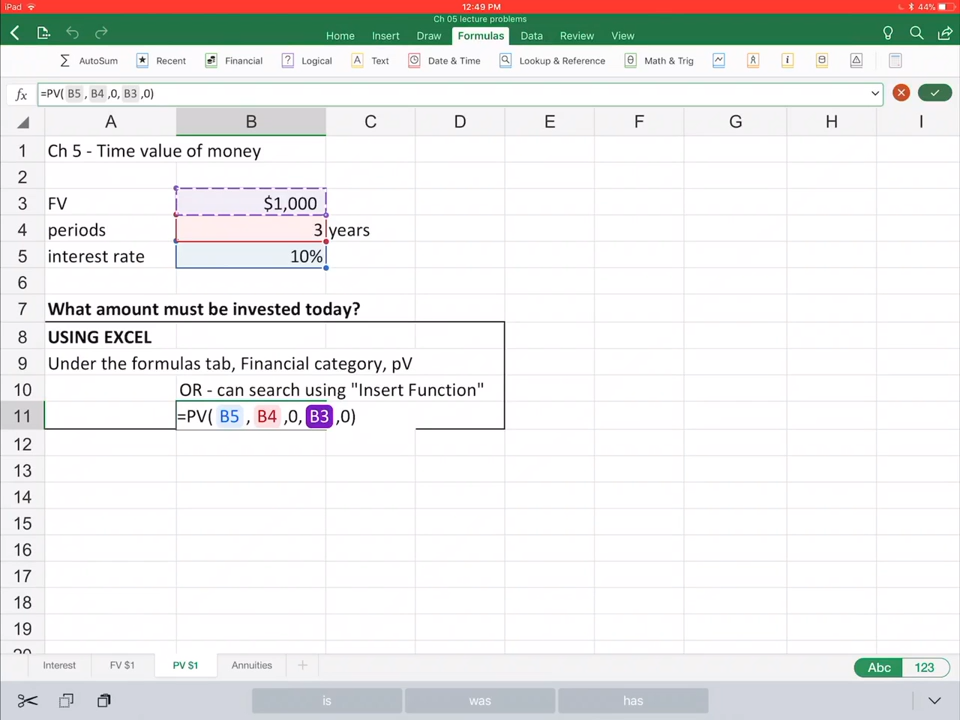 iPad 12:49 PM 44%
Ch 05 lecture problems
Home Insert Draw Formulas Data Review View
AutoSum Recent Financial Logical Text Date & Time Lookup & Reference Math & Trig
fx =PV( B5 , B4 ,0, B3 ,0)
A B C D E F G H I
1 Ch 5 - Time value of money
2
3 FV $1,000
4 periods 3 years
5 interest rate 10%
6
7 What amount must be invested today?
8 USING EXCEL
9 Under the formulas tab, Financial category, pV
10 OR - can search using "Insert Function"
11 =PV( B5 , B4 ,0, B3 ,0)
12
13
14
15
16
17
18
19
20
Interest FV $1 PV $1 Annuities + Abc 123
is was has